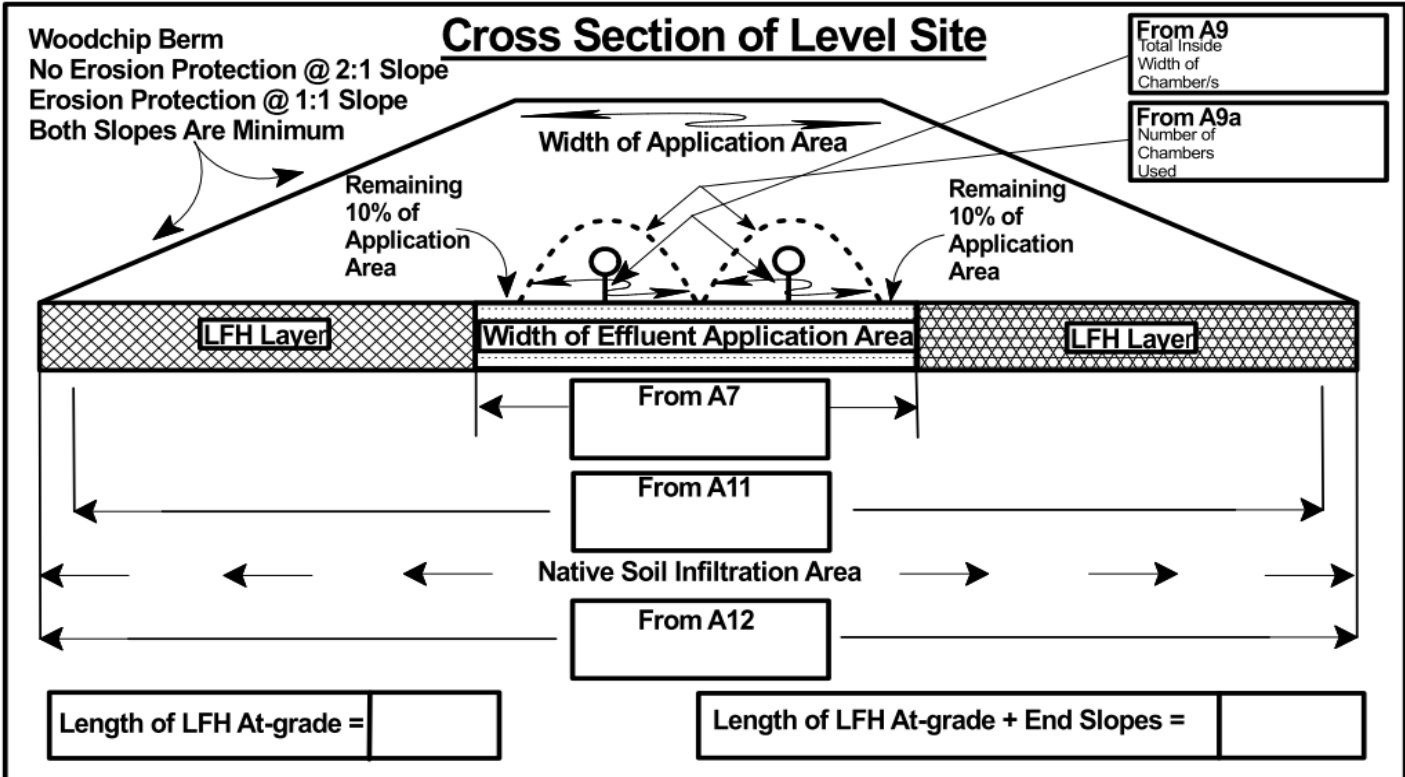 Cross Section of Level Site
Woodchip Berm
No Erosion Protection @ 2:1 Slope
Erosion Protection @ 1:1 Slope
Both Slopes Are Minimum
From A9
Total Inside
Width of
Chamber/s
From A9a
Number of
Chambers
Used
Width of Application Area
Remaining
10% of
Application
Area
Remaining
10% of
Application
Area
LFH Layer
Width of Effluent Application Area
LFH Layer
From A7
From A11
Native Soil Infiltration Area
From A12
Length of LFH At-grade =
Length of LFH At-grade + End Slopes =